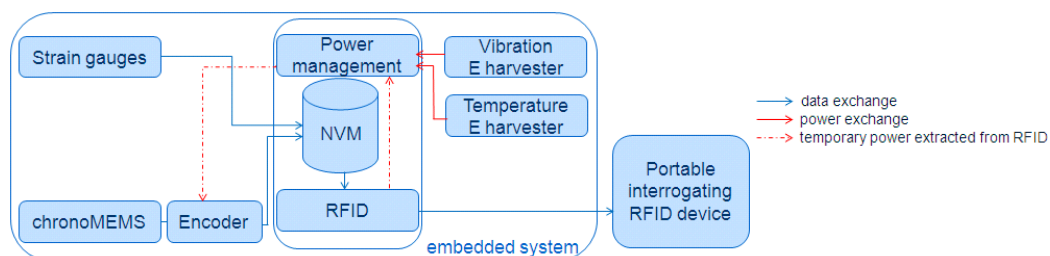 Strain gauges
Power
management
Vibration
E harvester
Temperature
E harvester
NVM
chronoMEMS
Encoder
RFID
embedded system
Portable
interrogating
RFID device
data exchange
power exchange
temporary power extracted from RFID